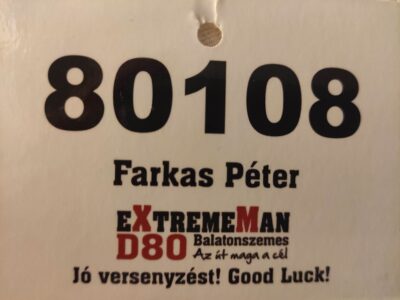 80108
Farkas Péter
eXtremeMan
D80 Balatonszemes
Az út maga a cél
Jó versenyzést! Good Luck!